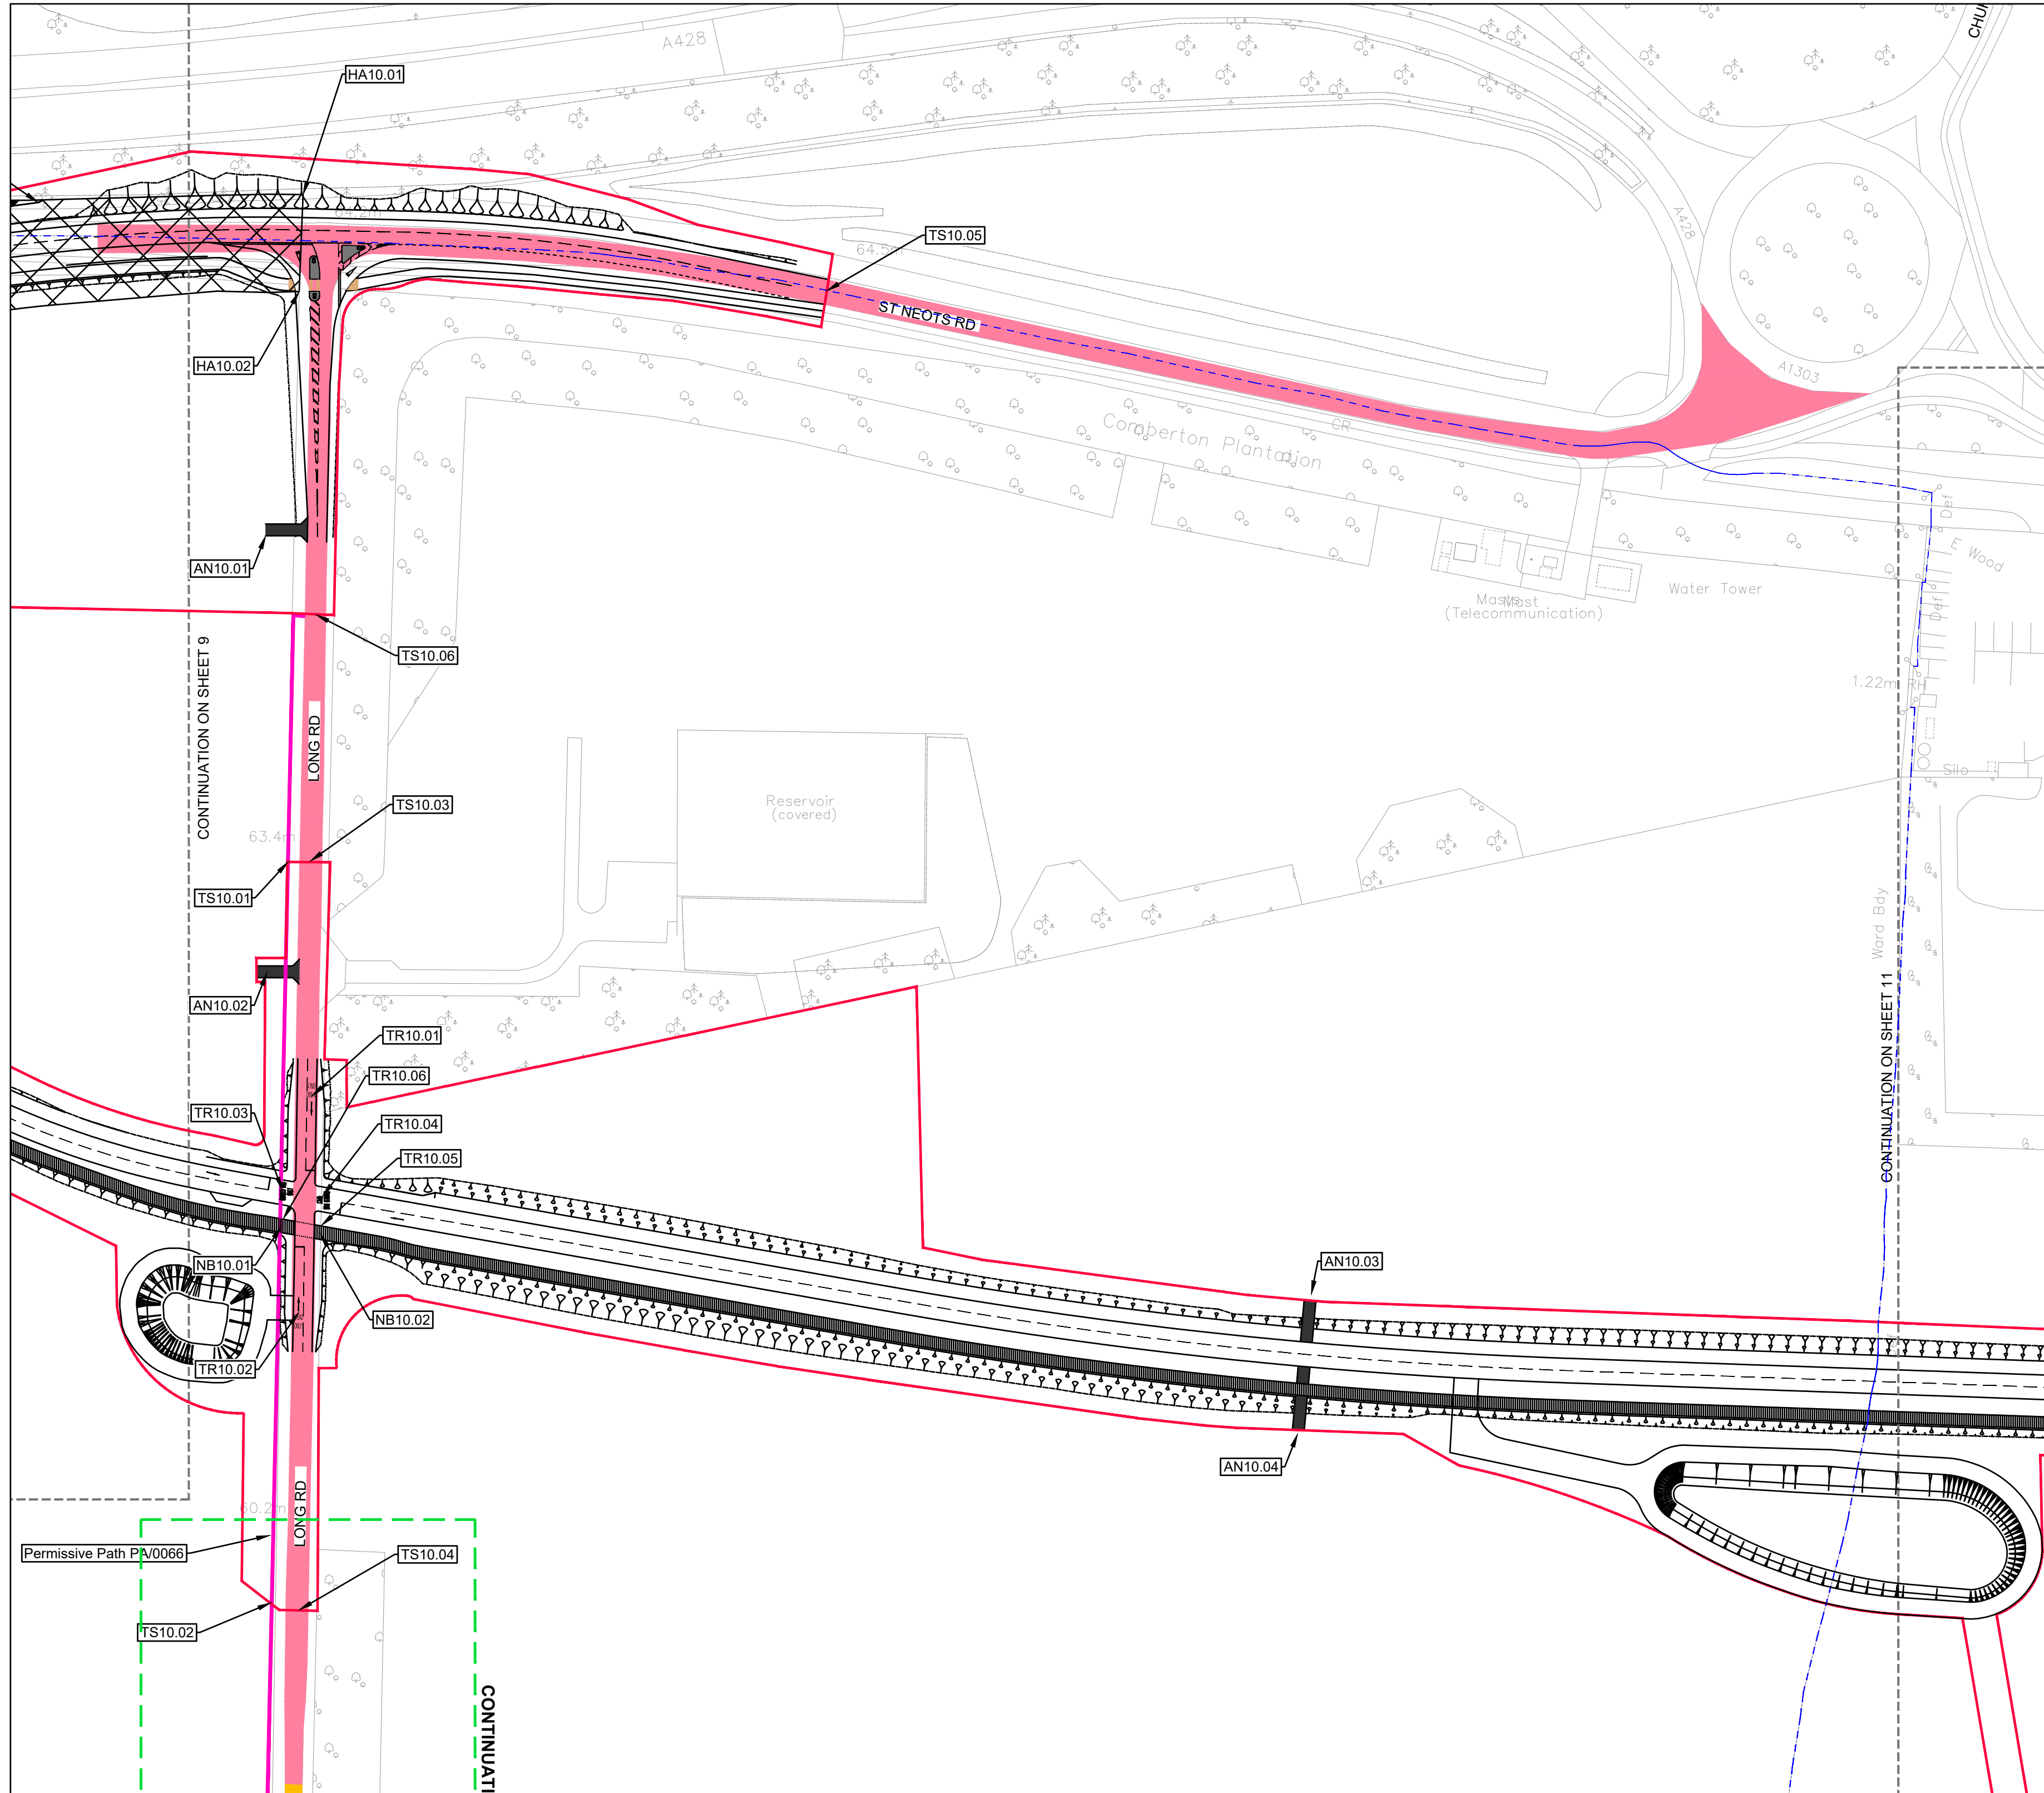 CHUR
A428
HA10.01
64.2m
TS10.05
64.5m
A428
ST NEOTS RD
A1303
HA10.02
Comberton Plantation
CR
Def
E Wood
AN10.01
Masts
Mast
(Telecommunication)
Water Tower
Def
CONTINUATION ON SHEET 9
TS10.06
1.22m RH
LONG RD
Silo
Reservoir
(covered)
TS10.03
63.4m
TS10.01
Ward Bdy
CONTINUATION ON SHEET 11
AN10.02
TR10.01
TR10.06
TR10.03
TR10.04
TR10.05
NB10.01
AN10.03
NB10.02
TR10.02
AN10.04
60.2m
LONG RD
Permissive Path PA/0066
TS10.04
TS10.02
CONTINUATI